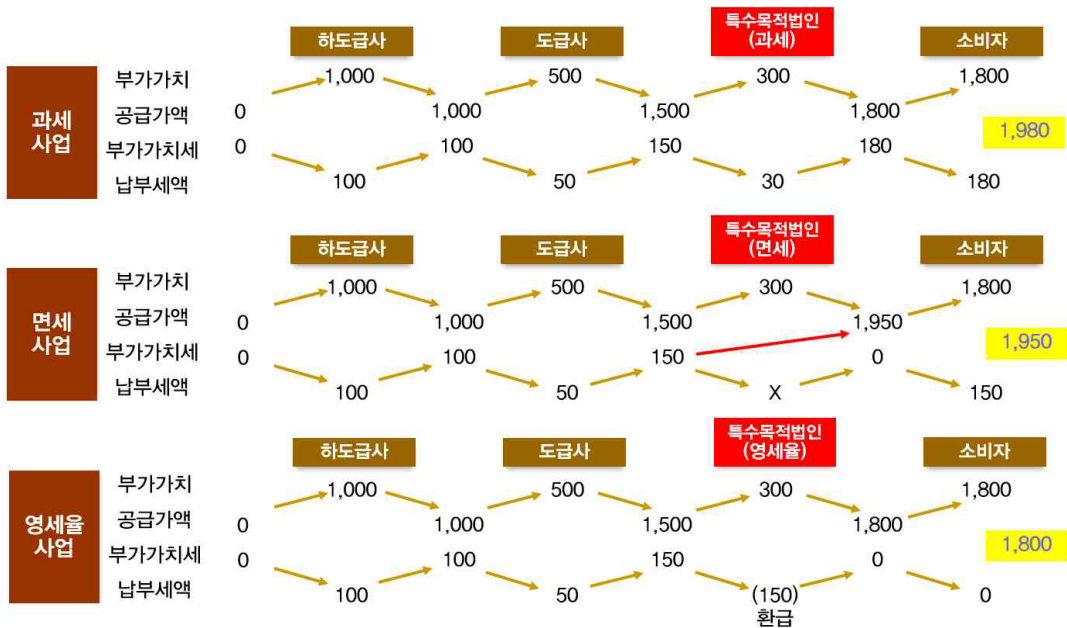 하도급사 도급사 특수목적법인 (과세) 소비자
과세 사업
부가가치 1,000 500 300 1,800
공급가액 0 1,000 1,500 1,800
1,980
부가가치세 0 100 150 180
납부세액 100 50 30 180
하도급사 도급사 특수목적법인 (면세) 소비자
면세 사업
부가가치 1,000 500 300 1,800
공급가액 0 1,000 1,500 1,950
1,950
부가가치세 0 100 150 0
납부세액 100 50 X 150
하도급사 도급사 특수목적법인 (영세율) 소비자
영세율 사업
부가가치 1,000 500 300 1,800
공급가액 0 1,000 1,500 1,800
1,800
부가가치세 0 100 150 0
납부세액 100 50 (150) 0
환급